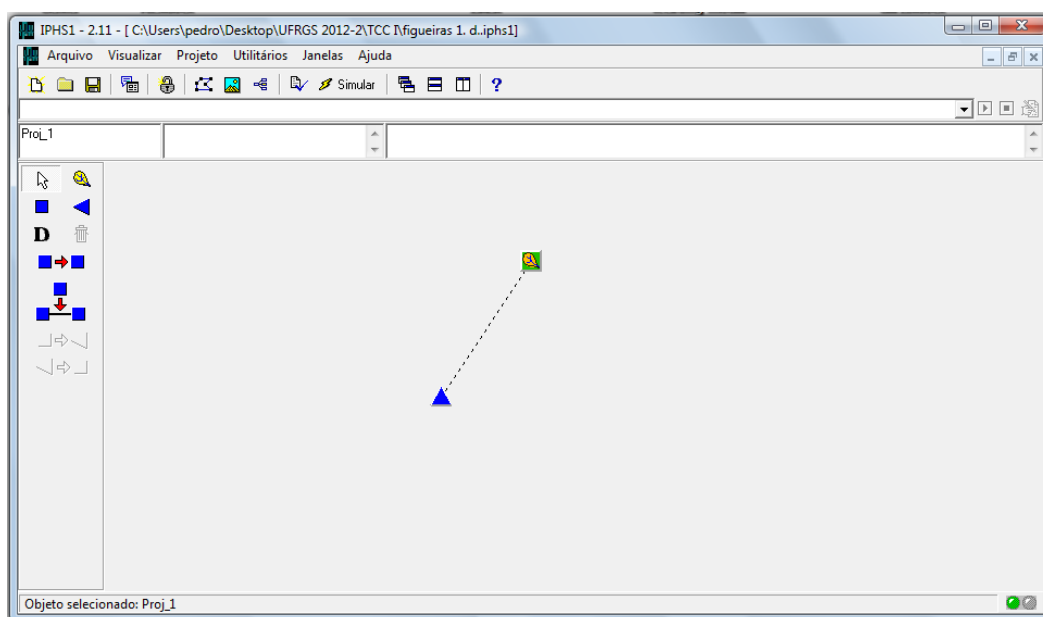 IPHS1 - 2.11 - [ C:\Users\pedro\Desktop\UFRGS 2012-2\TCC I\figueiras 1. d..iphs1]
Arquivo Visualizar Projeto Utilitários Janelas Ajuda
Simular ?
Proj_1
D
Objeto selecionado: Proj_1